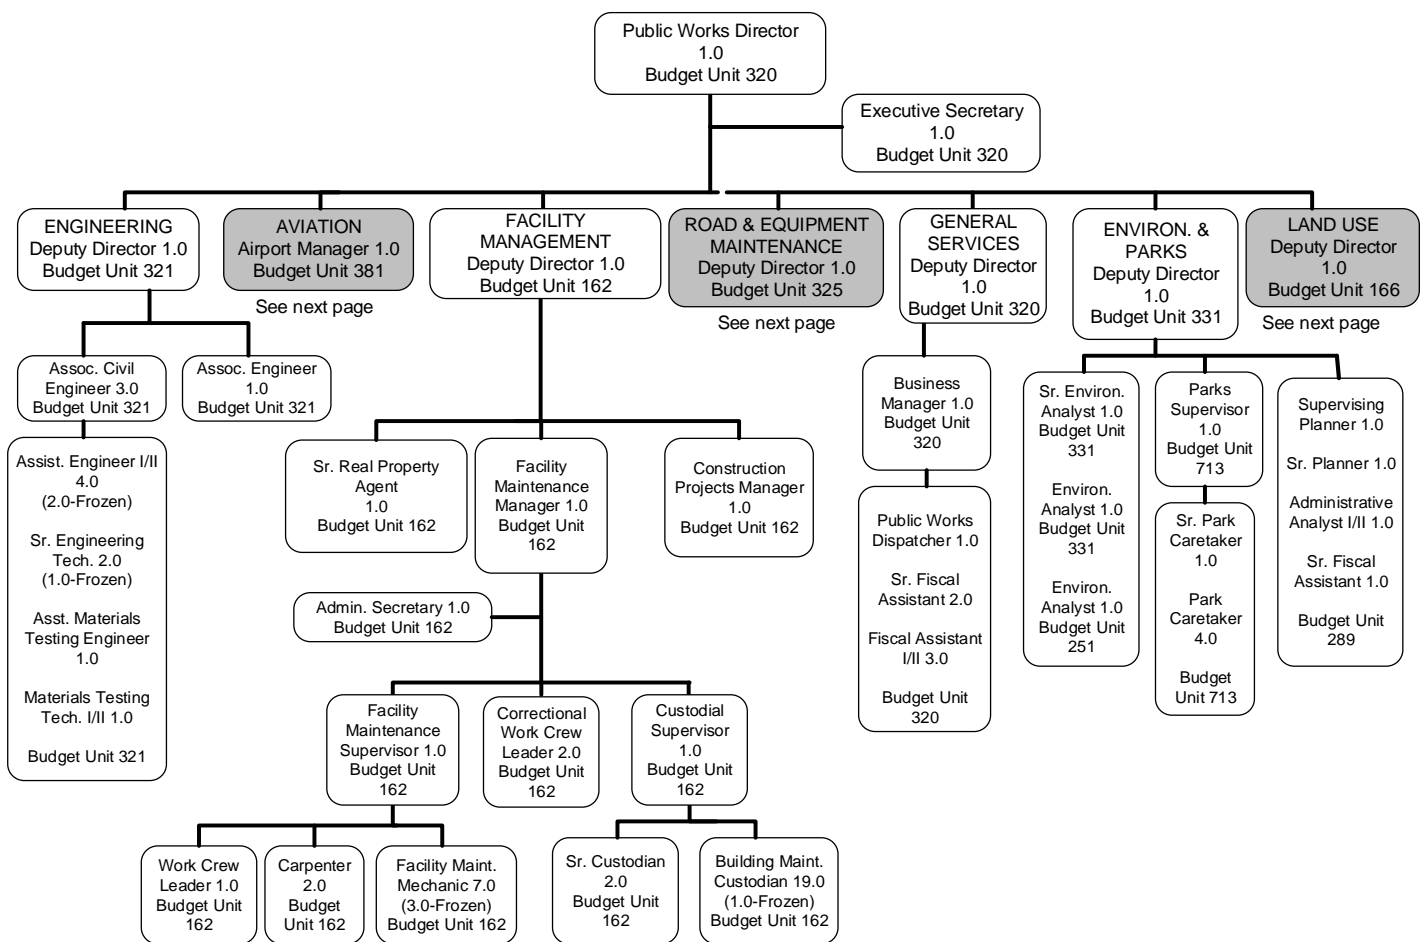 Public Works Director
1.0
Budget Unit 320
Executive Secretary
1.0
Budget Unit 320
ENGINEERING
Deputy Director 1.0
Budget Unit 321
AVIATION
Airport Manager 1.0
Budget Unit 381
See next page
FACILITY
MANAGEMENT
Deputy Director 1.0
Budget Unit 162
ROAD & EQUIPMENT
MAINTENANCE
Deputy Director 1.0
Budget Unit 325
See next page
GENERAL
SERVICES
Deputy Director
1.0
Budget Unit 320
ENVIRON. &
PARKS
Deputy Director
1.0
Budget Unit 331
LAND USE
Deputy Director
1.0
Budget Unit 166
See next page
Assoc. Civil
Engineer 3.0
Budget Unit 321
Assoc. Engineer
1.0
Budget Unit 321
Assist. Engineer I/II
4.0
(2.0-Frozen)
Sr. Engineering
Tech. 2.0
(1.0-Frozen)
Asst. Materials
Testing Engineer
1.0
Materials Testing
Tech. I/II 1.0
Budget Unit 321
Sr. Real Property
Agent
1.0
Budget Unit 162
Facility
Maintenance
Manager 1.0
Budget Unit
162
Construction
Projects Manager
1.0
Budget Unit 162
Admin. Secretary 1.0
Budget Unit 162
Facility
Maintenance
Supervisor 1.0
Budget Unit
162
Correctional
Work Crew
Leader 2.0
Budget Unit
162
Custodial
Supervisor
1.0
Budget Unit
162
Work Crew
Leader 1.0
Budget Unit
162
Carpenter
2.0
Budget
Unit 162
Facility Maint.
Mechanic 7.0
(3.0-Frozen)
Budget Unit 162
Sr. Custodian
2.0
Budget Unit
162
Building Maint.
Custodian 19.0
(1.0-Frozen)
Budget Unit 162
Business
Manager 1.0
Budget Unit
320
Public Works
Dispatcher 1.0
Sr. Fiscal
Assistant 2.0
Fiscal Assistant
I/II 3.0
Budget Unit
320
Sr. Environ.
Analyst 1.0
Budget Unit
331
Environ.
Analyst 1.0
Budget Unit
331
Environ.
Analyst 1.0
Budget Unit
251
Parks
Supervisor
1.0
Budget Unit
713
Sr. Park
Caretaker
1.0
Park
Caretaker
4.0
Budget
Unit 713
Supervising
Planner 1.0
Sr. Planner 1.0
Administrative
Analyst I/II 1.0
Sr. Fiscal
Assistant 1.0
Budget Unit
289